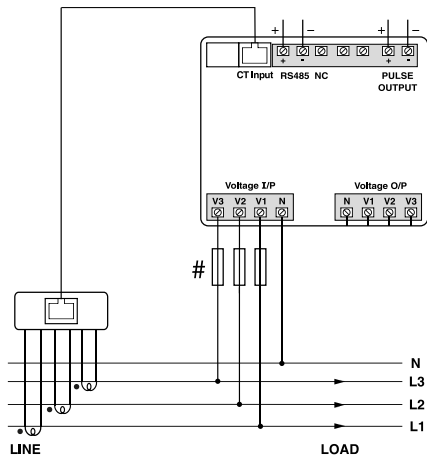 + − + −
+ - + -
CT Input RS485 NC PULSE
OUTPUT
Voltage I/P Voltage O/P
V3 V2 V1 N N V1 V2 V3
#
N
L3
L2
L1
LINE LOAD